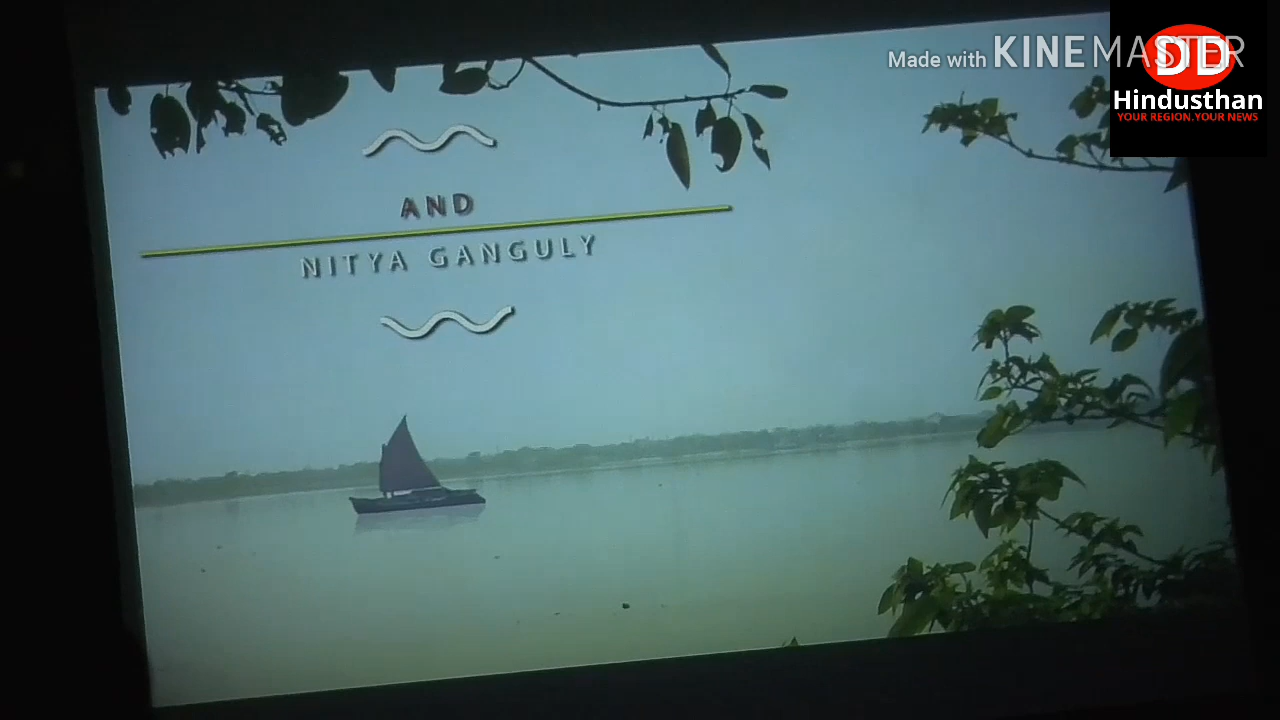 Made with KINEMASTER
DD
Hindusthan
YOUR REGION.YOUR NEWS
AND
NITYA GANGULY